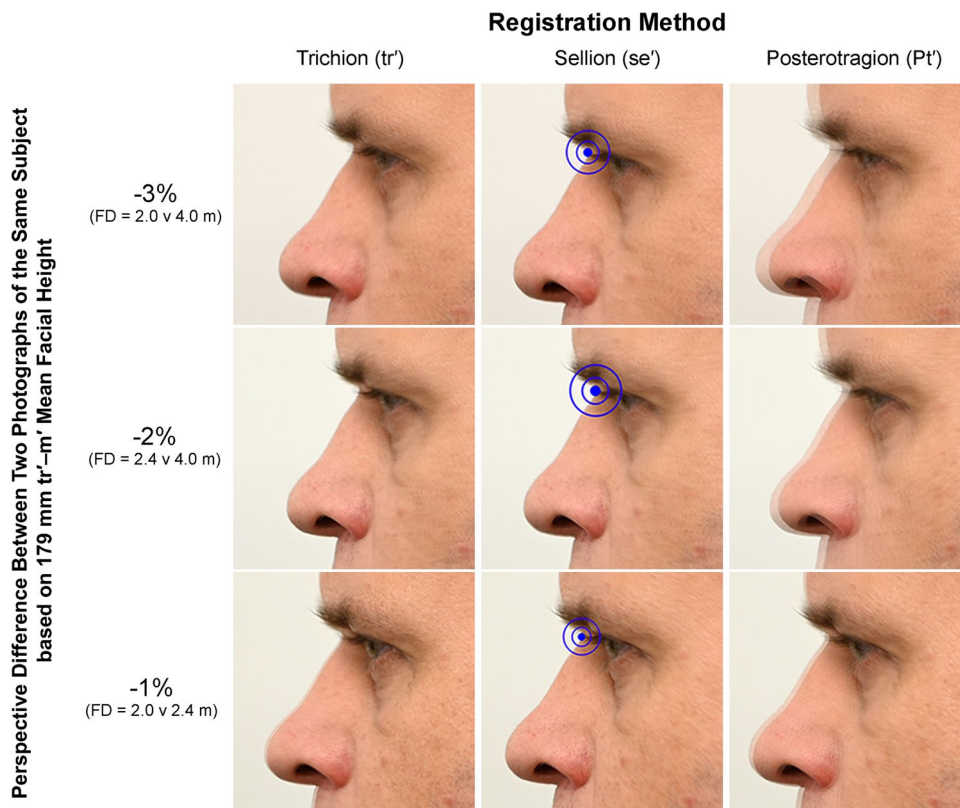 Registration Method
Trichion (tr′)
Sellion (se′)
Posterotragion (Pt′)
Perspective Difference Between Two Photographs of the Same Subject
based on 179 mm tr′–m′ Mean Facial Height
-3%
(FD = 2.0 v 4.0 m)
-2%
(FD = 2.4 v 4.0 m)
-1%
(FD = 2.0 v 2.4 m)